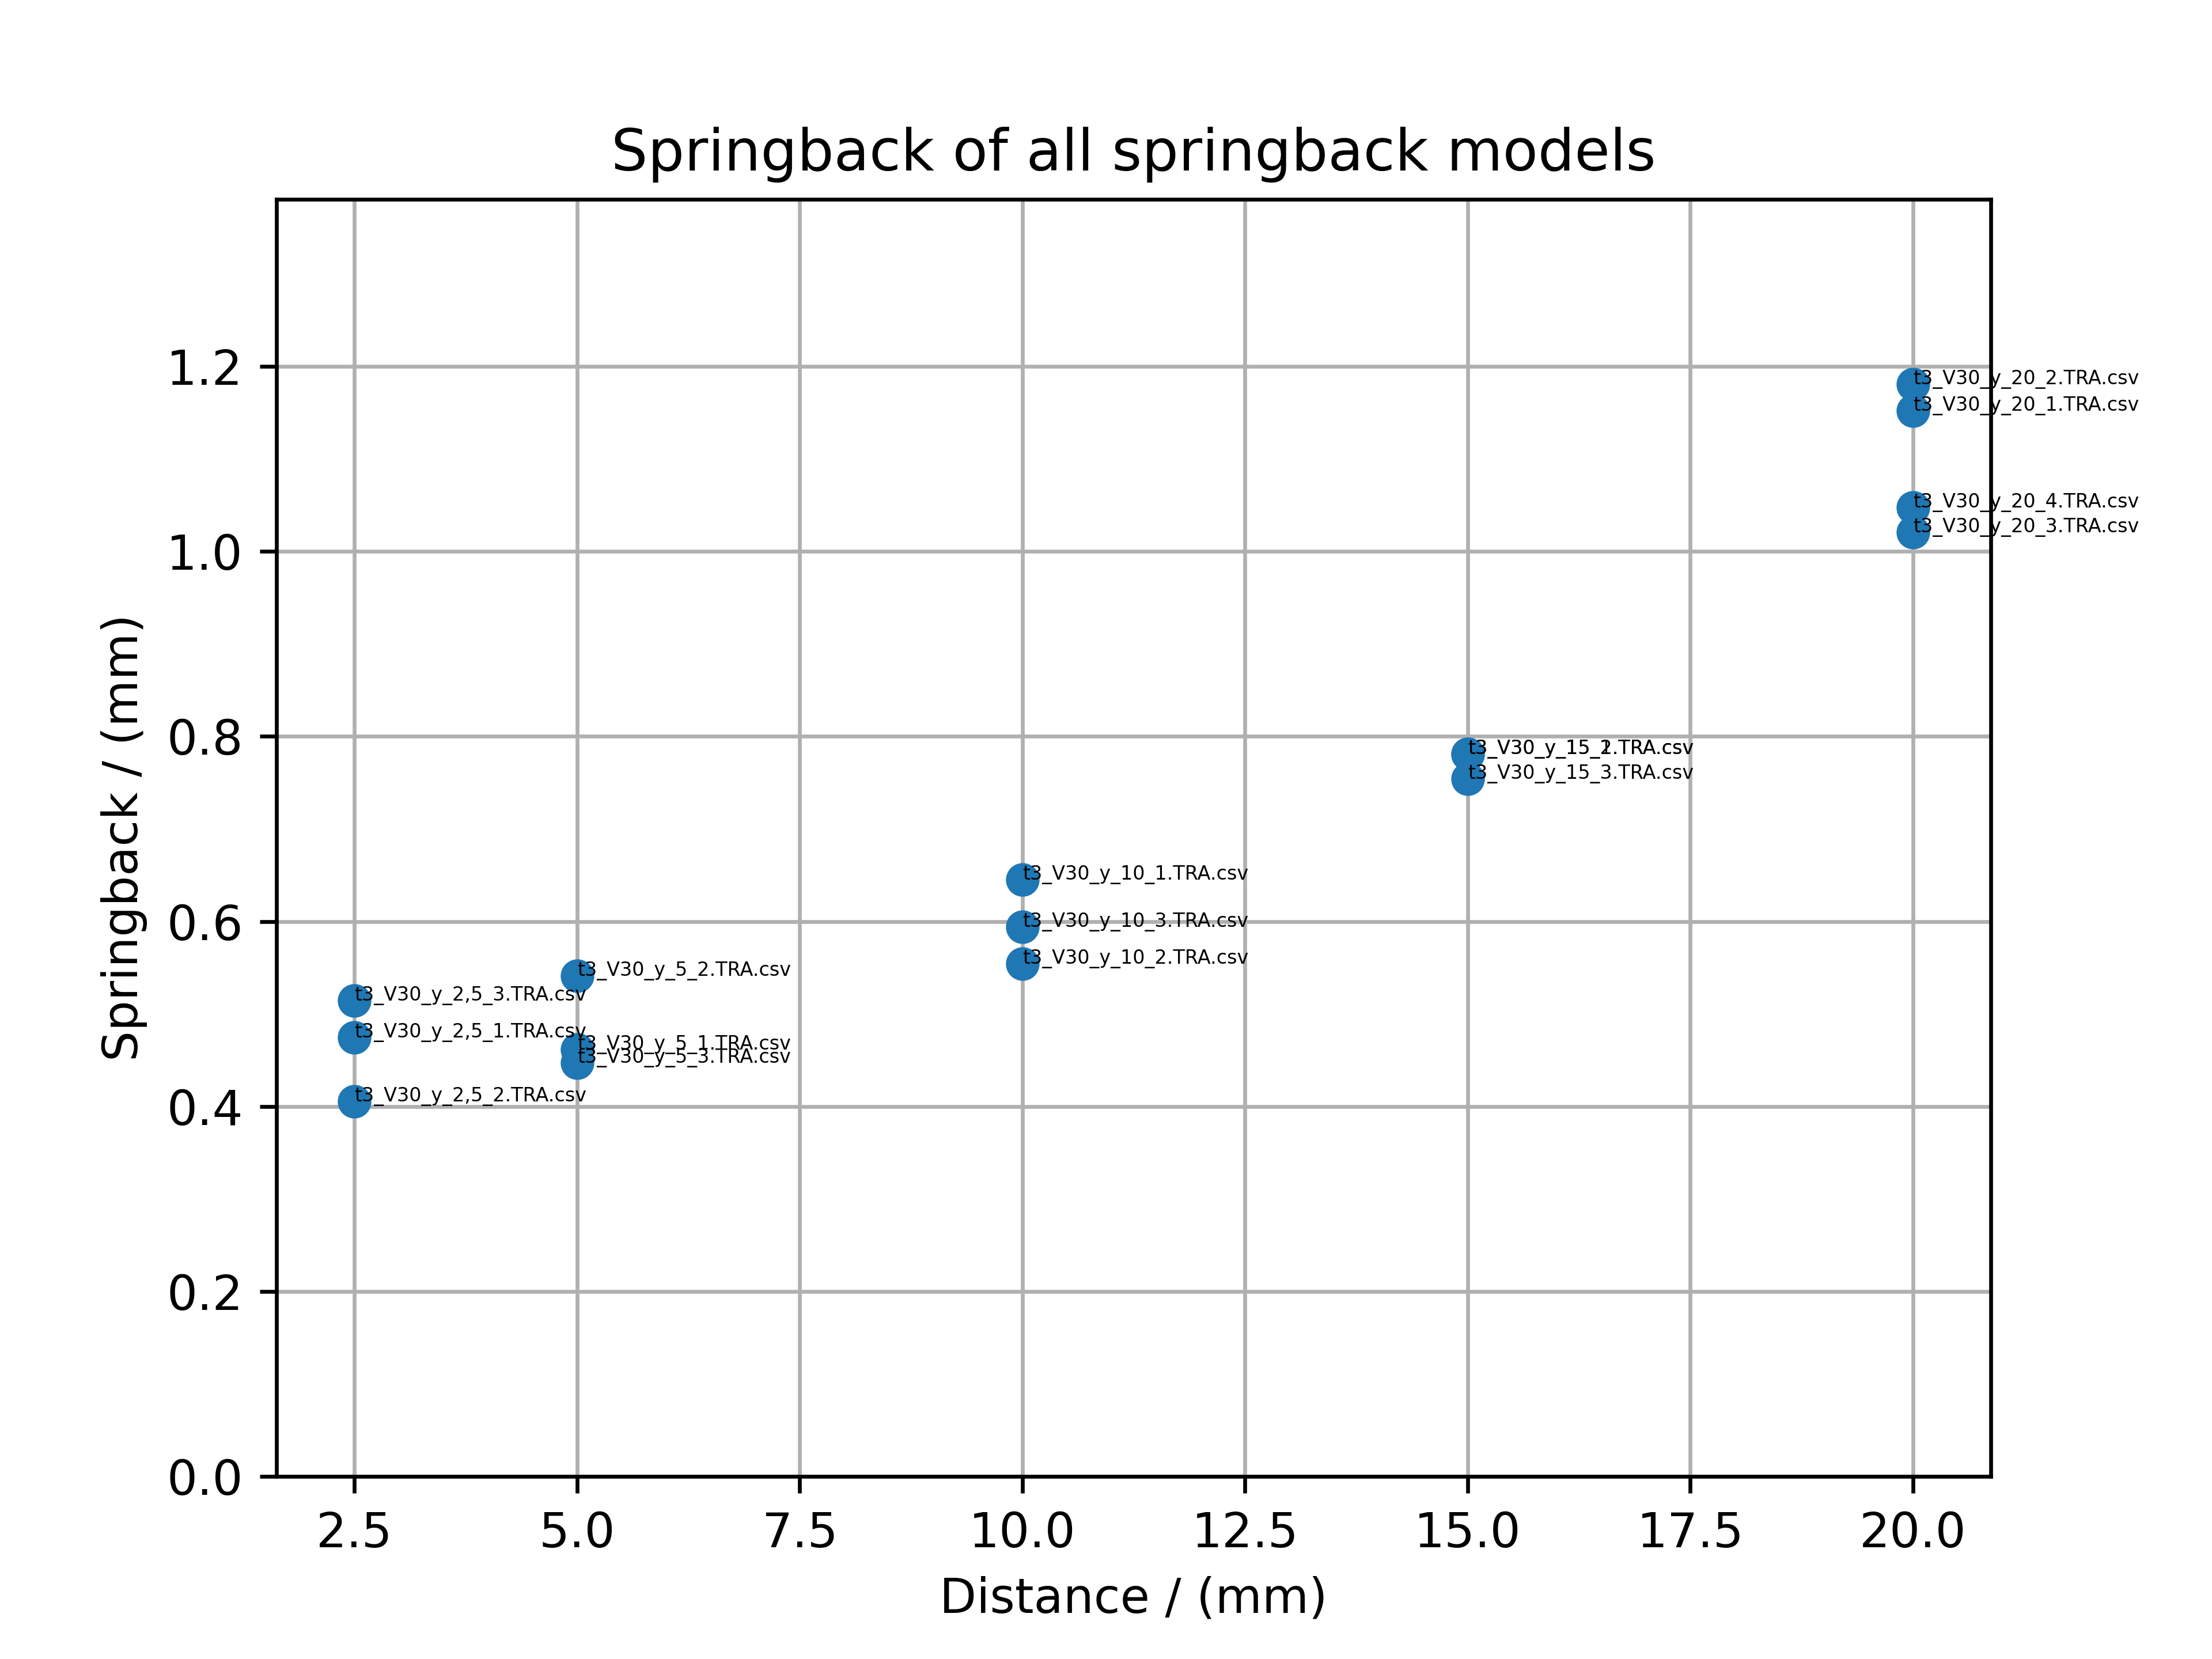 Springback of all springback models
Springback / (mm)
1.2
1.0
0.8
0.6
0.4
0.2
0.0
t3_V30_y_20_2.TRA.csv
t3_V30_y_20_1.TRA.csv
t3_V30_y_20_4.TRA.csv
t3_V30_y_20_3.TRA.csv
t3_V30_y_15_3.TRA.csv
t3_V30_y_10_1.TRA.csv
t3_V30_y_10_3.TRA.csv
t3_V30_y_10_2.TRA.csv
t3_V30_y_5_2.TRA.csv
t3_V30_y_5_1.TRA.csv
t3_V30_y_5_3.TRA.csv
t3_V30_y_2,5_3.TRA.csv
t3_V30_y_2,5_1.TRA.csv
t3_V30_y_2,5_2.TRA.csv
2.5 5.0 7.5 10.0 12.5 15.0 17.5 20.0
Distance / (mm)